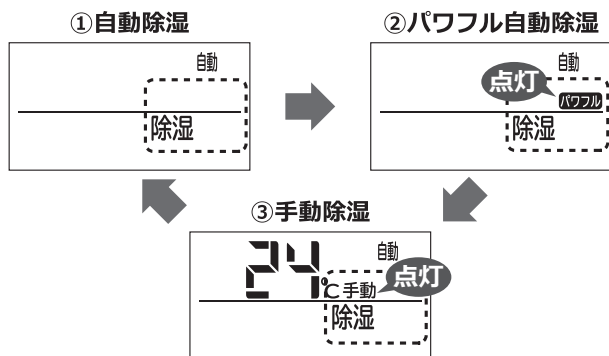 ①自動除湿
自動
除湿
②パワフル自動除湿
自動
点灯
パワフル
除湿
③手動除湿
24℃
自動
手動
点灯
除湿